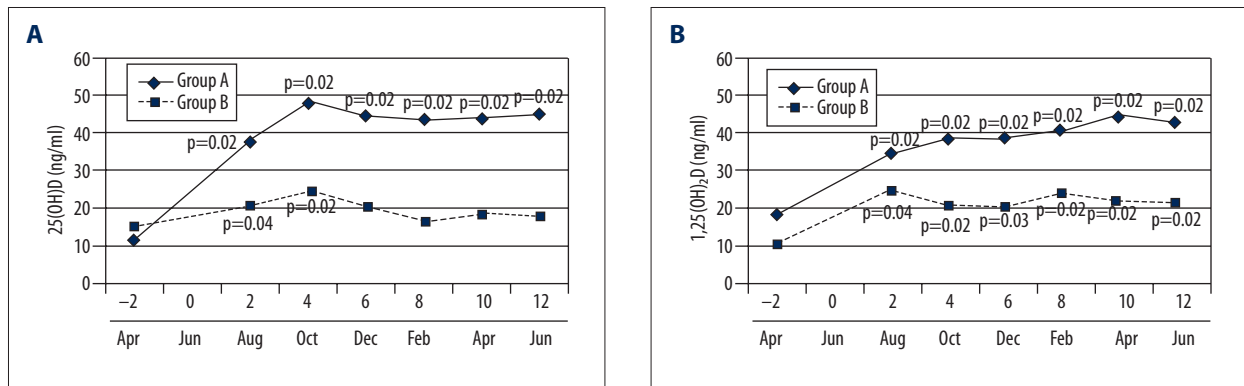 A
60
50
40
30
20
10
0
25(OH)D (ng/ml)
Group A
Group B
p=0.02
p=0.02
p=0.02
p=0.02
p=0.02
p=0.02
p=0.04
p=0.02
–2 0 2 4 6 8 10 12
Apr Jun Aug Oct Dec Feb Apr Jun
B
60
50
40
30
20
10
0
1,25(OH)₂D (ng/ml)
Group A
Group B
p=0.02
p=0.02
p=0.02
p=0.02
p=0.02
p=0.02
p=0.04
p=0.02
p=0.03
p=0.02
p=0.02
p=0.02
–2 0 2 4 6 8 10 12
Apr Jun Aug Oct Dec Feb Apr Jun